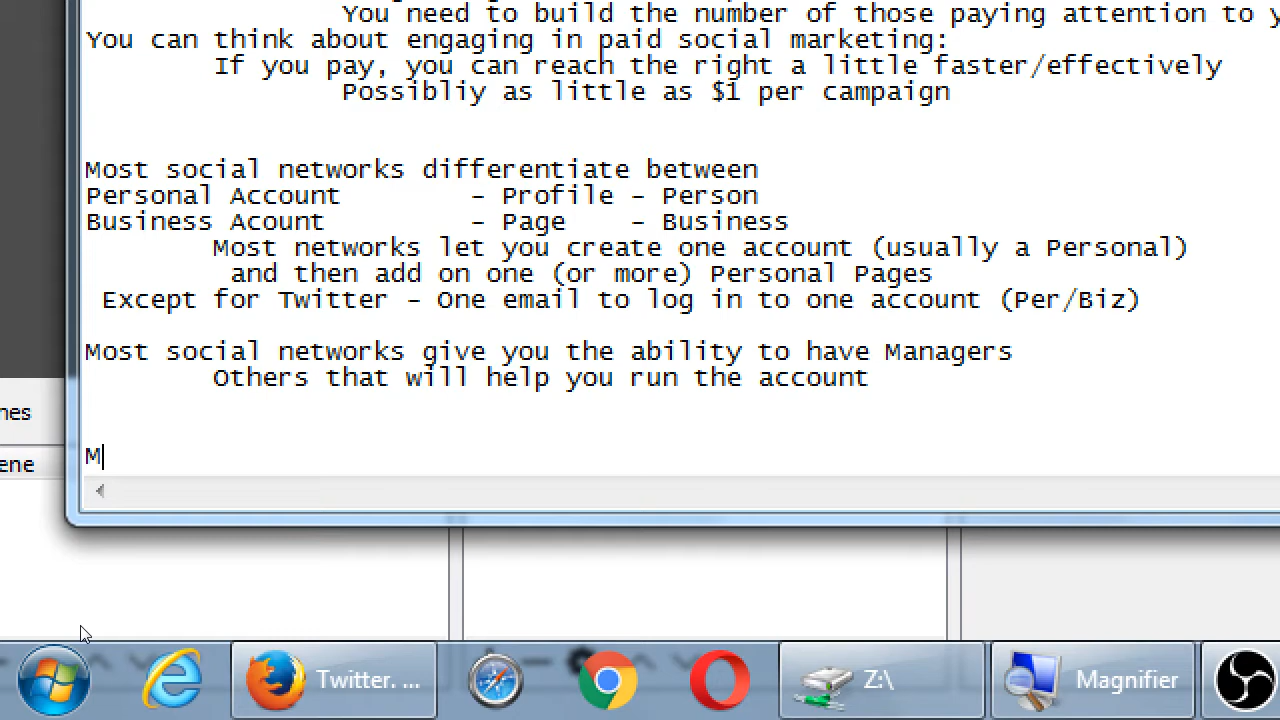 You need to build the number of those paying attention to y
You can think about engaging in paid social marketing:
If you pay, you can reach the right a little faster/effectively
Possibliy as little as $1 per campaign
Most social networks differentiate between
Personal Account - Profile - Person
Business Acount - Page - Business
Most networks let you create one account (usually a Personal)
and then add on one (or more) Personal Pages
Except for Twitter - One email to log in to one account (Per/Biz)
Most social networks give you the ability to have Managers
Others that will help you run the account
nes
ene
M
Twitter. ...
Z:\
Magnifier